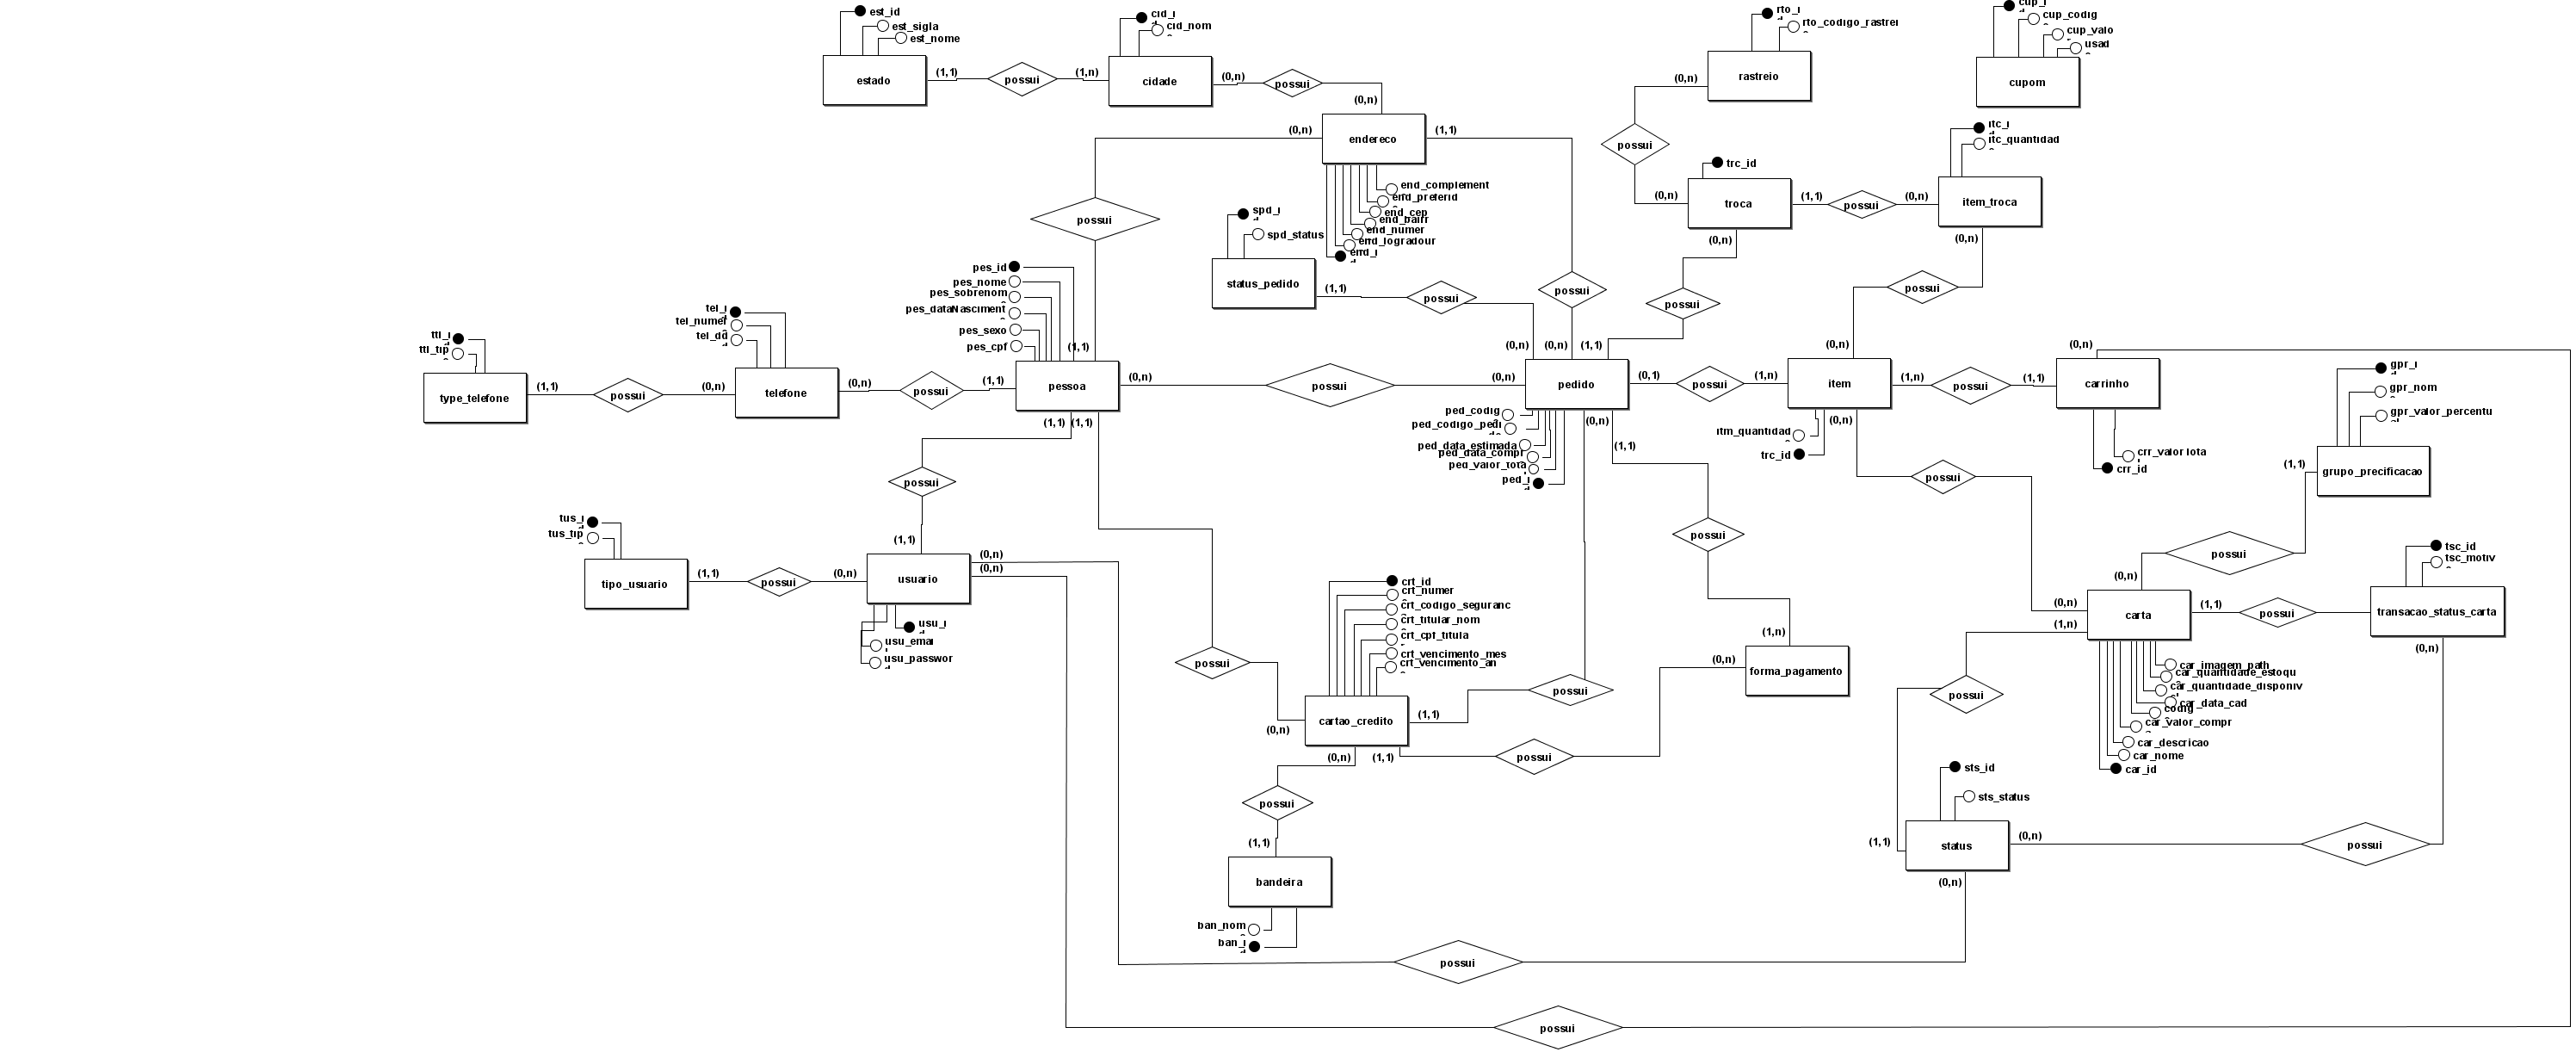 est_id
est_sigla
est_nome
estado
(1,1)
possui
(1,n)
cid_nom
cidade
(0,n)
possui
(0,n)
rto_codigo_rastrei
rastreio
(0,n)
possui
(0,n)
cup_codig
cup_valo
usad
cupom
endereco
(0,n)
(1,1)
end_complement
end_preferid
end_cep
end_bairr
end_numer
end_logradour
end_i
possui
trc_id
troca
(0,n)
(1,1)
possui
(0,n)
itc_i
itc_quantidad
item_troca
(0,n)
possui
(0,n)
spd_i
spd_status
status_pedido
(1,1)
possui
(0,n)
possui
(0,n)
possui
(1,1)
pes_id
pes_nome
pes_sobrenom
pes_dataNasciment
pes_sexo
pes_cpf
(1,1)
pessoa
ttl_i
ttl_tip
type_telefone
(1,1)
possui
(0,n)
tel_i
tel_numer
tel_dd
telefone
(0,n)
possui
(1,1)
(0,n)
possui
(0,n)
pedido
(0,1)
possui
(1,n)
item
(1,n)
possui
(1,1)
carrinho
(0,n)
ped_codig
ped_codigo_pedi
ped_data_estimada
ped_data_compr
ped_valor_tota
ped_i
(0,n)
(1,1)
itm_quantidad
trc_id
(0,n)
crr_valorTota
crr_id
gpr_i
gpr_nom
gpr_valor_percentu
grupo_precificacao
(1,1)
possui
(0,n)
possui
(0,n)
(1,1)
(1,1)
possui
(1,1)
tus_i
tus_tip
tipo_usuario
(1,1)
possui
(0,n)
usuario
(0,n)
(0,n)
usu_i
usu_emai
usu_passwor
possui
(0,n)
crt_id
crt_numer
crt_codigo_seguranc
crt_titular_nom
crt_cpf_titula
crt_vencimento_mes
crt_vencimento_an
cartao_credito
(1,1)
possui
possui
(1,n)
(0,n)
forma_pagamento
(0,n)
(1,1)
possui
possui
(1,1)
bandeira
ban_nom
ban_i
carta
(1,n)
(1,1)
possui
tsc_id
tsc_motiv
transacao_status_carta
(0,n)
car_imagem_path
car_quantidade_estoqu
car_quantidade_disponiv
car_data_cad
codig
car_valor_compr
car_descricao
car_nome
car_id
possui
sts_id
sts_status
(1,1)
status
(0,n)
possui
(0,n)
possui
possui